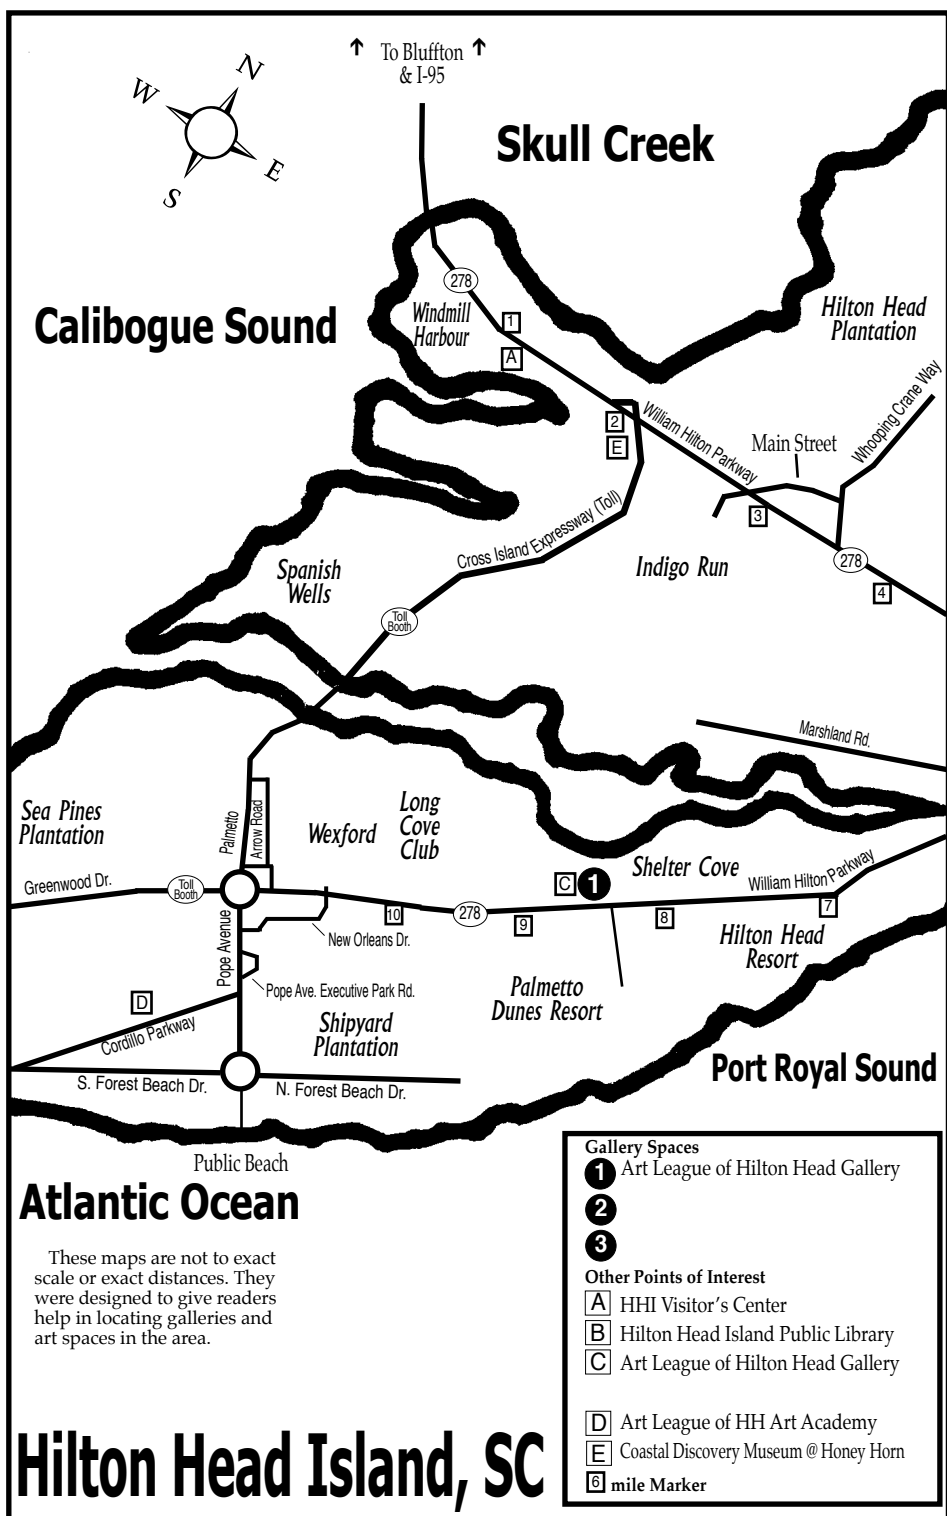 ↑ To Bluffton ↑
& I-95
N
W
E
S
Skull Creek
278
Calibogue Sound
Windmill
Harbour
1
A
Hilton Head
Plantation
Whooping Crane Way
William Hilton Parkway
2
E
Main Street
3
Cross Island Expressway (Toll)
Indigo Run
278
4
Spanish
Wells
Toll
Booth
Marshland Rd.
Sea Pines
Plantation
Palmetto
Arrow Road
Wexford
Long
Cove
Club
Shelter Cove
C
1
William Hilton Parkway
Greenwood Dr.
Toll
Booth
10
278
9
8
7
Pope Avenue
New Orleans Dr.
Hilton Head
Resort
Pope Ave. Executive Park Rd.
Palmetto
Dunes Resort
D
Cordillo Parkway
Shipyard
Plantation
Port Royal Sound
S. Forest Beach Dr.
N. Forest Beach Dr.
Public Beach
Atlantic Ocean
These maps are not to exact
scale or exact distances. They
were designed to give readers
help in locating galleries and
art spaces in the area.
Gallery Spaces
1 Art League of Hilton Head Gallery
2
3
Other Points of Interest
A HHI Visitor's Center
B Hilton Head Island Public Library
C Art League of Hilton Head Gallery
D Art League of HH Art Academy
E Coastal Discovery Museum @ Honey Horn
6 mile Marker
Hilton Head Island, SC